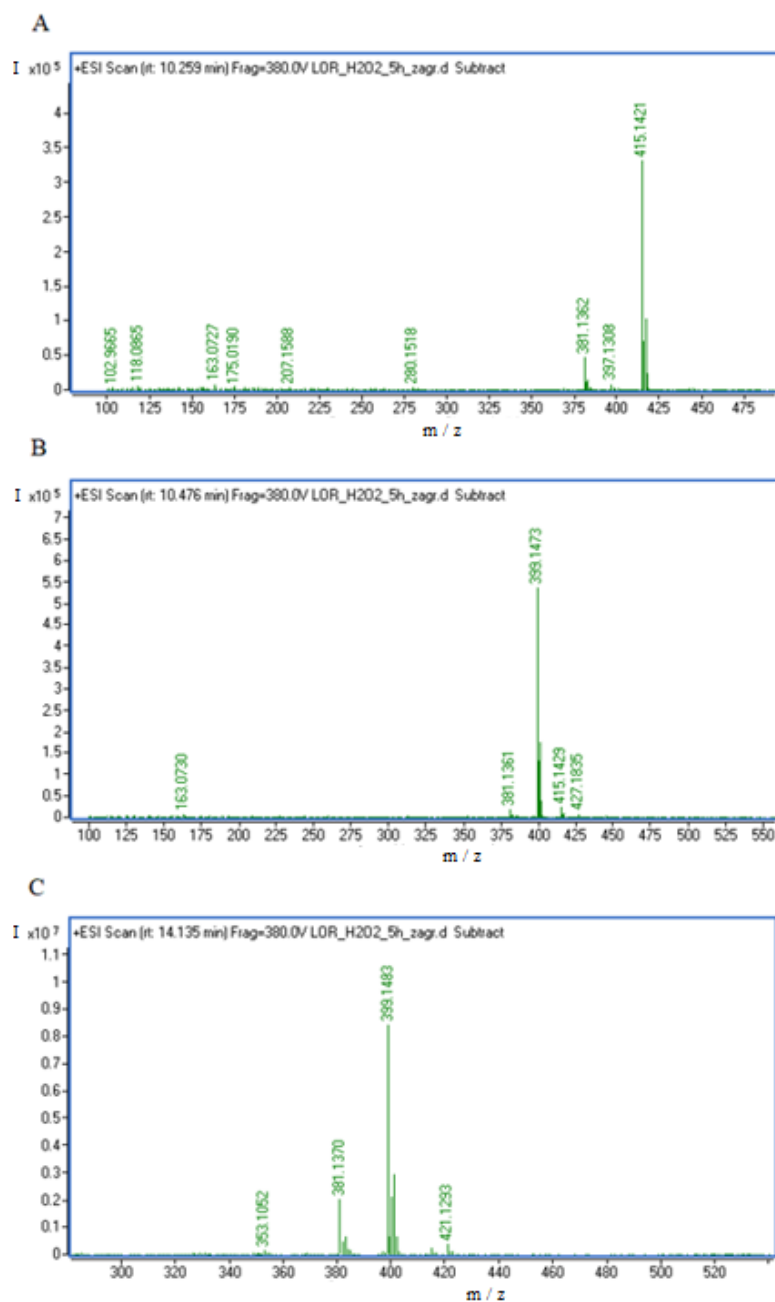 A
I x10⁵ +ESI Scan (rt: 10.259 min) Frag=380.0V LOR_H2O2_5h_zagr.d Subtract
4
3.5
3
2.5
2
1.5
1
0.5
0
102.9665 118.0865 163.0727 175.0190 207.1588 280.1518 381.1362 397.1308 415.1421
100 125 150 175 200 225 250 275 300 325 350 375 400 425 450 475
m / z
B
I x10⁵ +ESI Scan (rt: 10.476 min) Frag=380.0V LOR_H2O2_5h_zagr.d Subtract
7
6.5
6
5.5
5
4.5
4
3.5
3
2.5
2
1.5
1
0.5
0
163.0730 381.1361 399.1473 415.1429 427.1835
100 125 150 175 200 225 250 275 300 325 350 375 400 425 450 475 500 525 550
m / z
C
I x10⁷ +ESI Scan (rt: 14.135 min) Frag=380.0V LOR_H2O2_5h_zagr.d Subtract
1.1
1
0.9
0.8
0.7
0.6
0.5
0.4
0.3
0.2
0.1
0
353.1052 381.1370 399.1483 421.1293
300 320 340 360 380 400 420 440 460 480 500 520
m / z